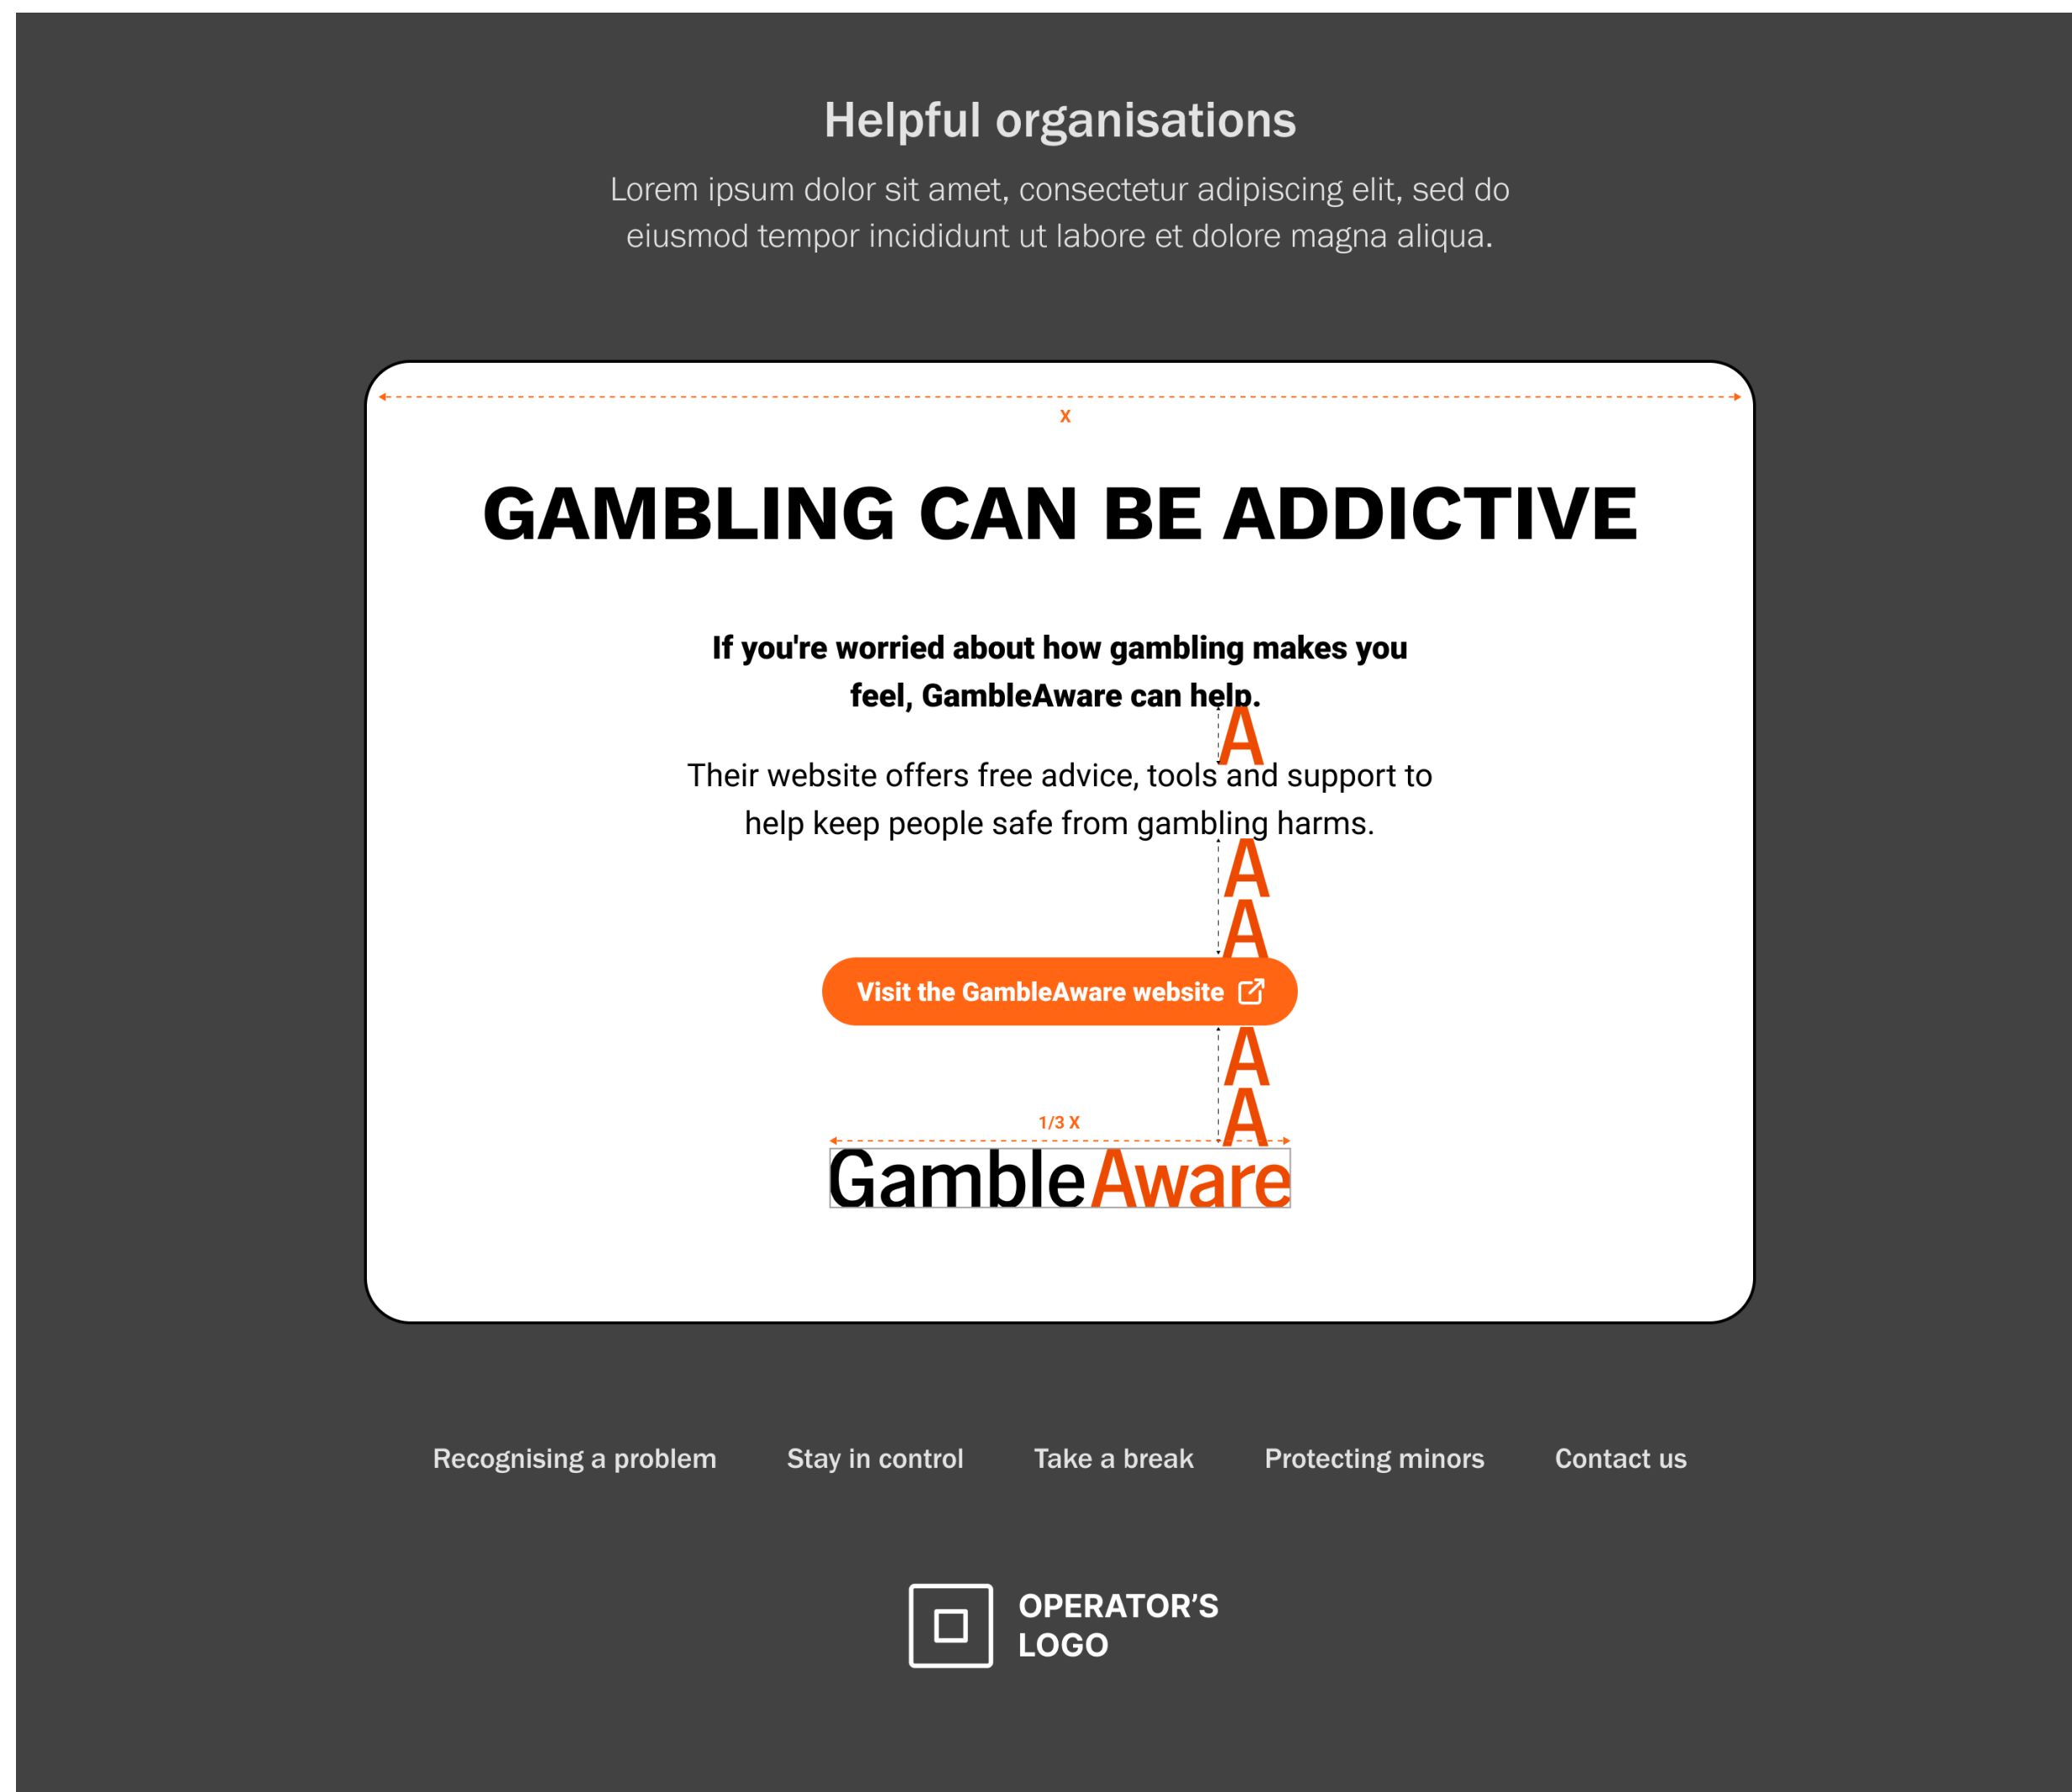 Helpful organisations
Lorem ipsum dolor sit amet, consectetur adipiscing elit, sed do
eiusmod tempor incididunt ut labore et dolore magna aliqua.
X
GAMBLING CAN BE ADDICTIVE
If you're worried about how gambling makes you
feel, GambleAware can help.
A
Their website offers free advice, tools and support to
help keep people safe from gambling harms.
A
A
Visit the GambleAware website
A
A
1/3 X
GambleAware
Recognising a problem Stay in control Take a break Protecting minors Contact us
OPERATOR’S
LOGO